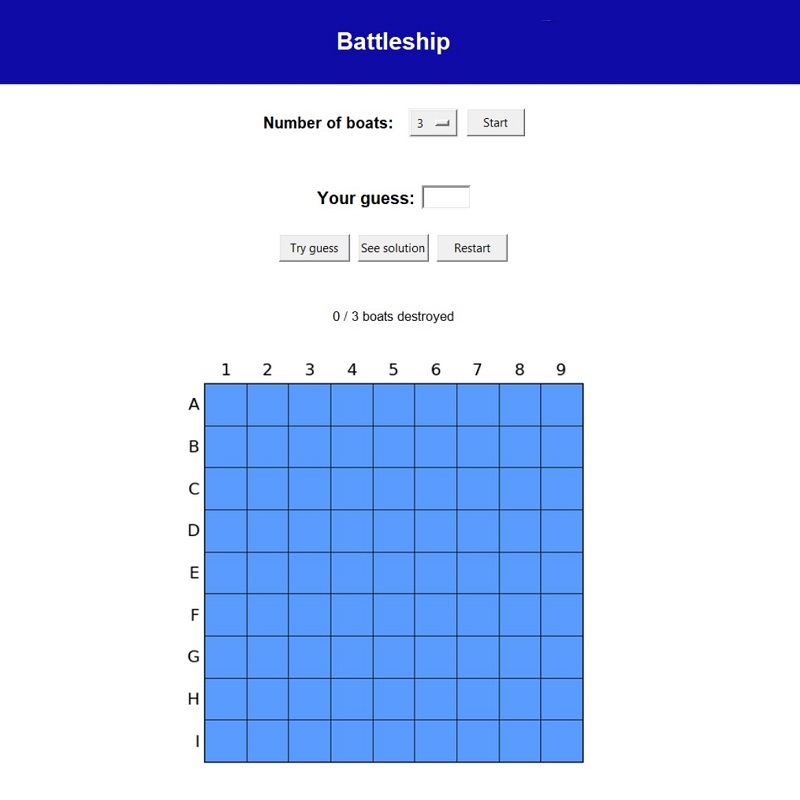 Battleship
Number of boats: 3 Start
Your guess:
Try guess See solution Restart
0 / 3 boats destroyed
1 2 3 4 5 6 7 8 9
A
B
C
D
E
F
G
H
I